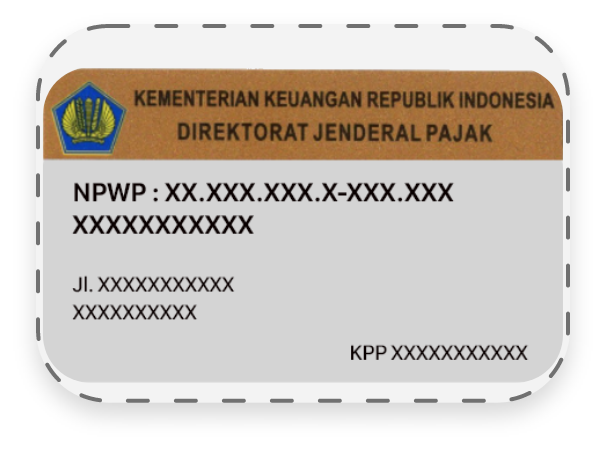 KEMENTERIAN KEUANGAN REPUBLIK INDONESIA
DIREKTORAT JENDERAL PAJAK
NPWP : XX.XXX.XXX.X-XXX.XXX
XXXXXXXXXXX
Jl. XXXXXXXXXXX
XXXXXXXXXX
KPP XXXXXXXXXXX